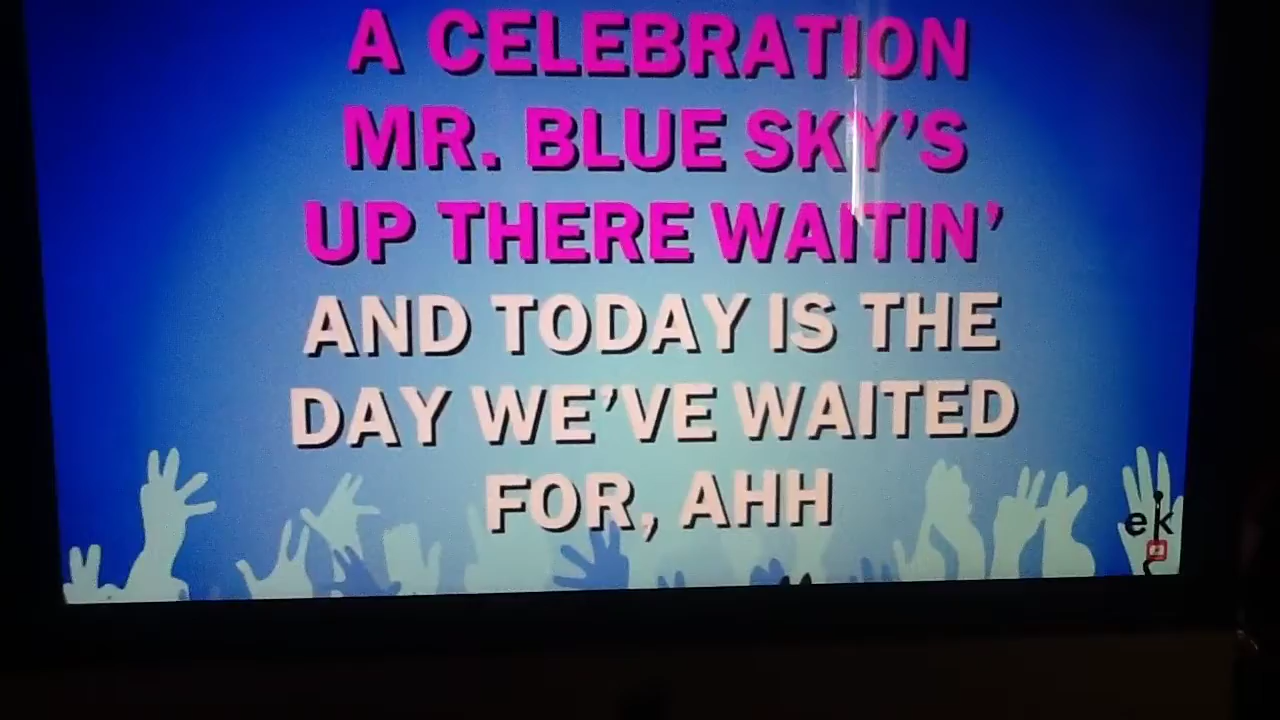 A CELEBRATION
MR. BLUE SKY'S
UP THERE WAITIN'
AND TODAY IS THE
DAY WE'VE WAITED
FOR, AHH
ek